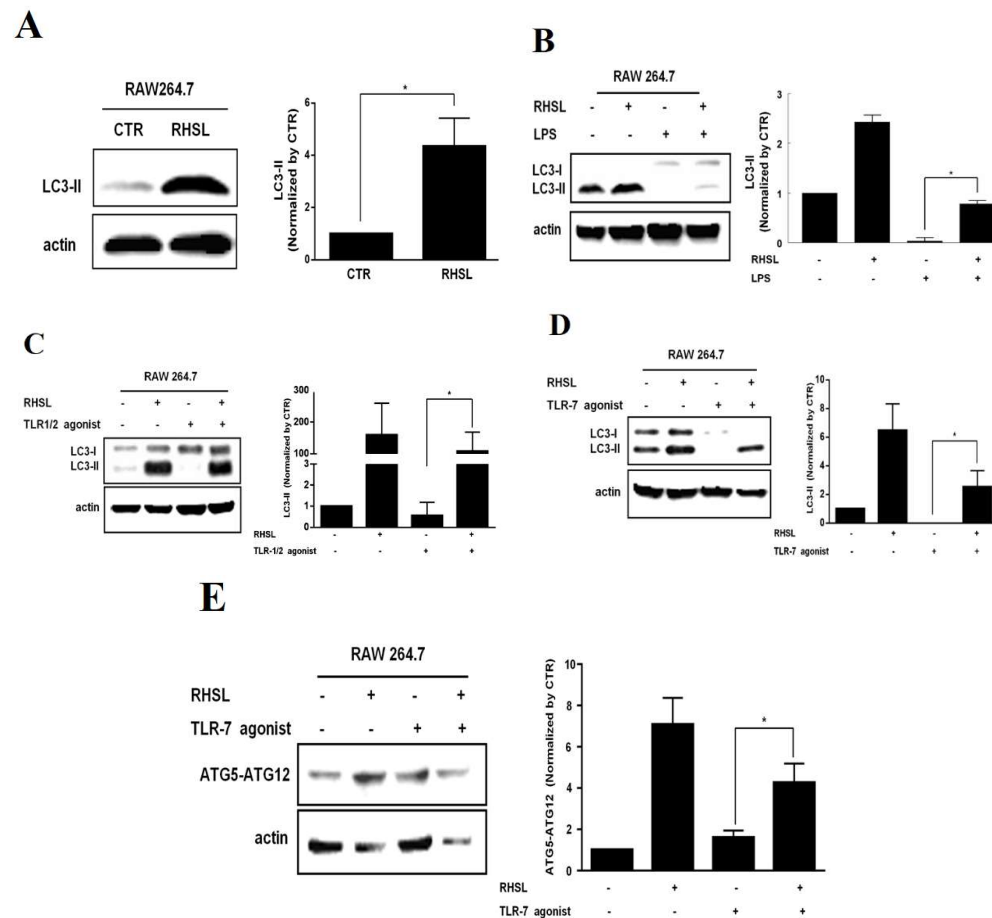 A
RAW264.7
CTR RHSL
LC3-II
actin
LC3-II
(Normalized by CTR)
6
4
2
0
*
CTR RHSL
B
RAW 264.7
RHSL - + - +
LPS - - + +
LC3-I
LC3-II
actin
LC3-II
(Normalized by CTR)
3
2
1
0
*
RHSL - + - +
LPS - - + +
C
RAW 264.7
RHSL - + - +
TLR1/2 agonist - - + +
LC3-I
LC3-II
actin
LC3-II (Normalized by CTR)
300
200
100
3
2
1
0
*
RHSL - + - +
TLR-1/2 agonist - - + +
D
RAW 264.7
RHSL - + - +
TLR-7 agonist - - + +
LC3-I
LC3-II
actin
LC3-II (Normalized by CTR)
10
8
6
4
2
0
*
RHSL - + - +
TLR-7 agonist - - + +
E
RAW 264.7
RHSL - + - +
TLR-7 agonist - - + +
ATG5-ATG12
actin
ATG5-ATG12 (Normalized by CTR)
10
8
6
4
2
0
*
RHSL - + - +
TLR-7 agonist - - + +